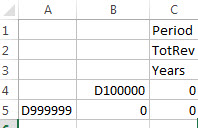 A B C
1 Period
2 TotRev
3 Years
4 D100000 0
5 D999999 0 0